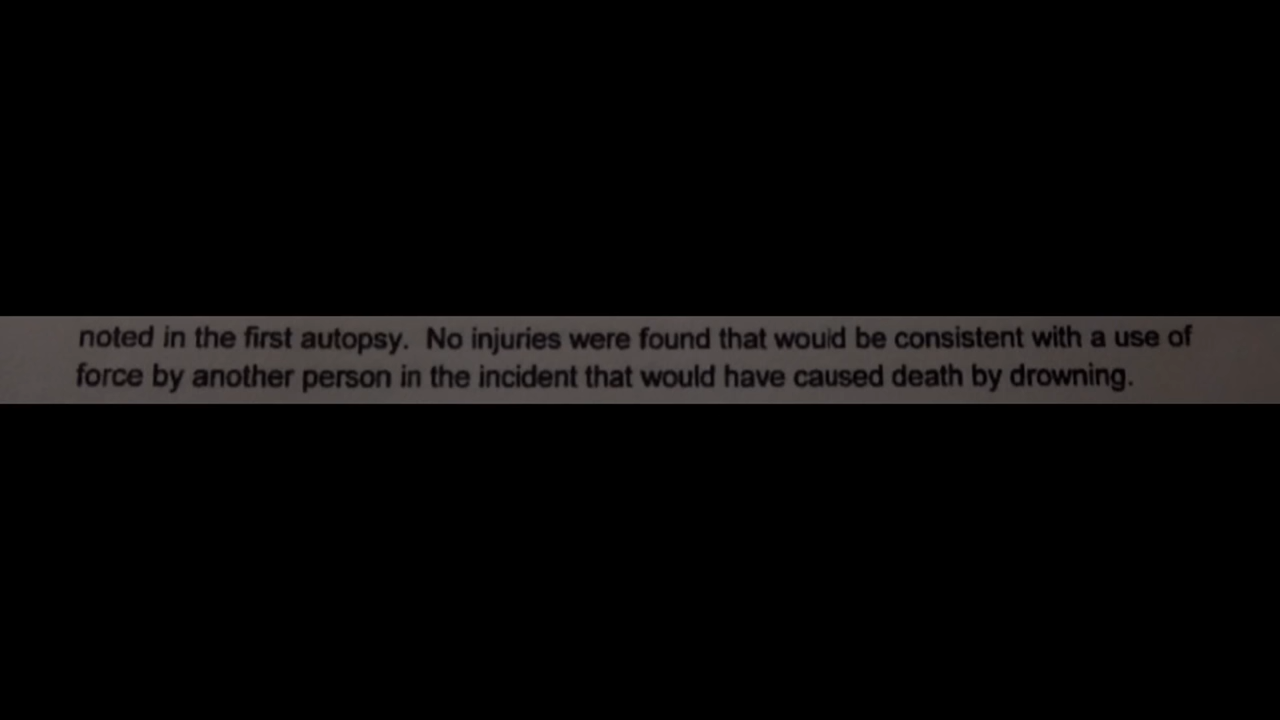 noted in the first autopsy.  No injuries were found that would be consistent with a use of
force by another person in the incident that would have caused death by drowning.